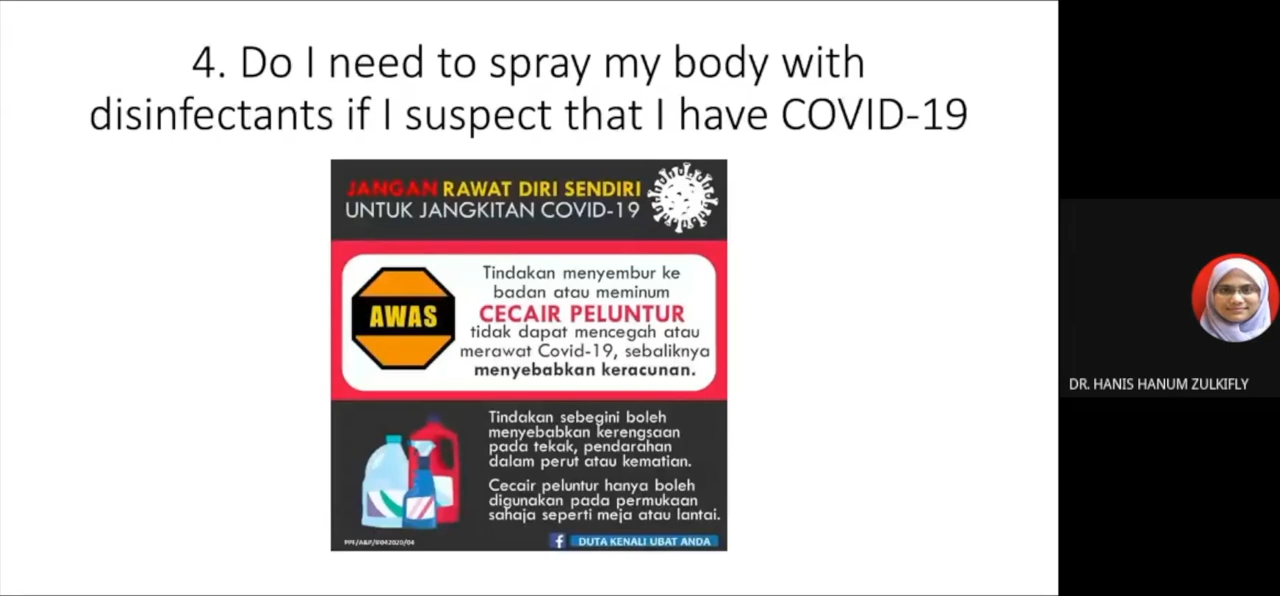 4. Do I need to spray my body with
disinfectants if I suspect that I have COVID-19
JANGAN RAWAT DIRI SENDIRI
UNTUK JANGKITAN COVID-19
AWAS
Tindakan menyembur ke
badan atau meminum
CECAIR PELUNTUR
tidak dapat mencegah atau
merawat Covid-19, sebaliknya
menyebabkan keracunan.
Tindakan sebegini boleh
menyebabkan kerengsaan
pada tekak, pendarahan
dalam perut atau kematian.
Cecair peluntur hanya boleh
digunakan pada permukaan
sahaja seperti meja atau lantai.
f DUTA KENALI UBAT ANDA
DR. HANIS HANUM ZULKIFLY